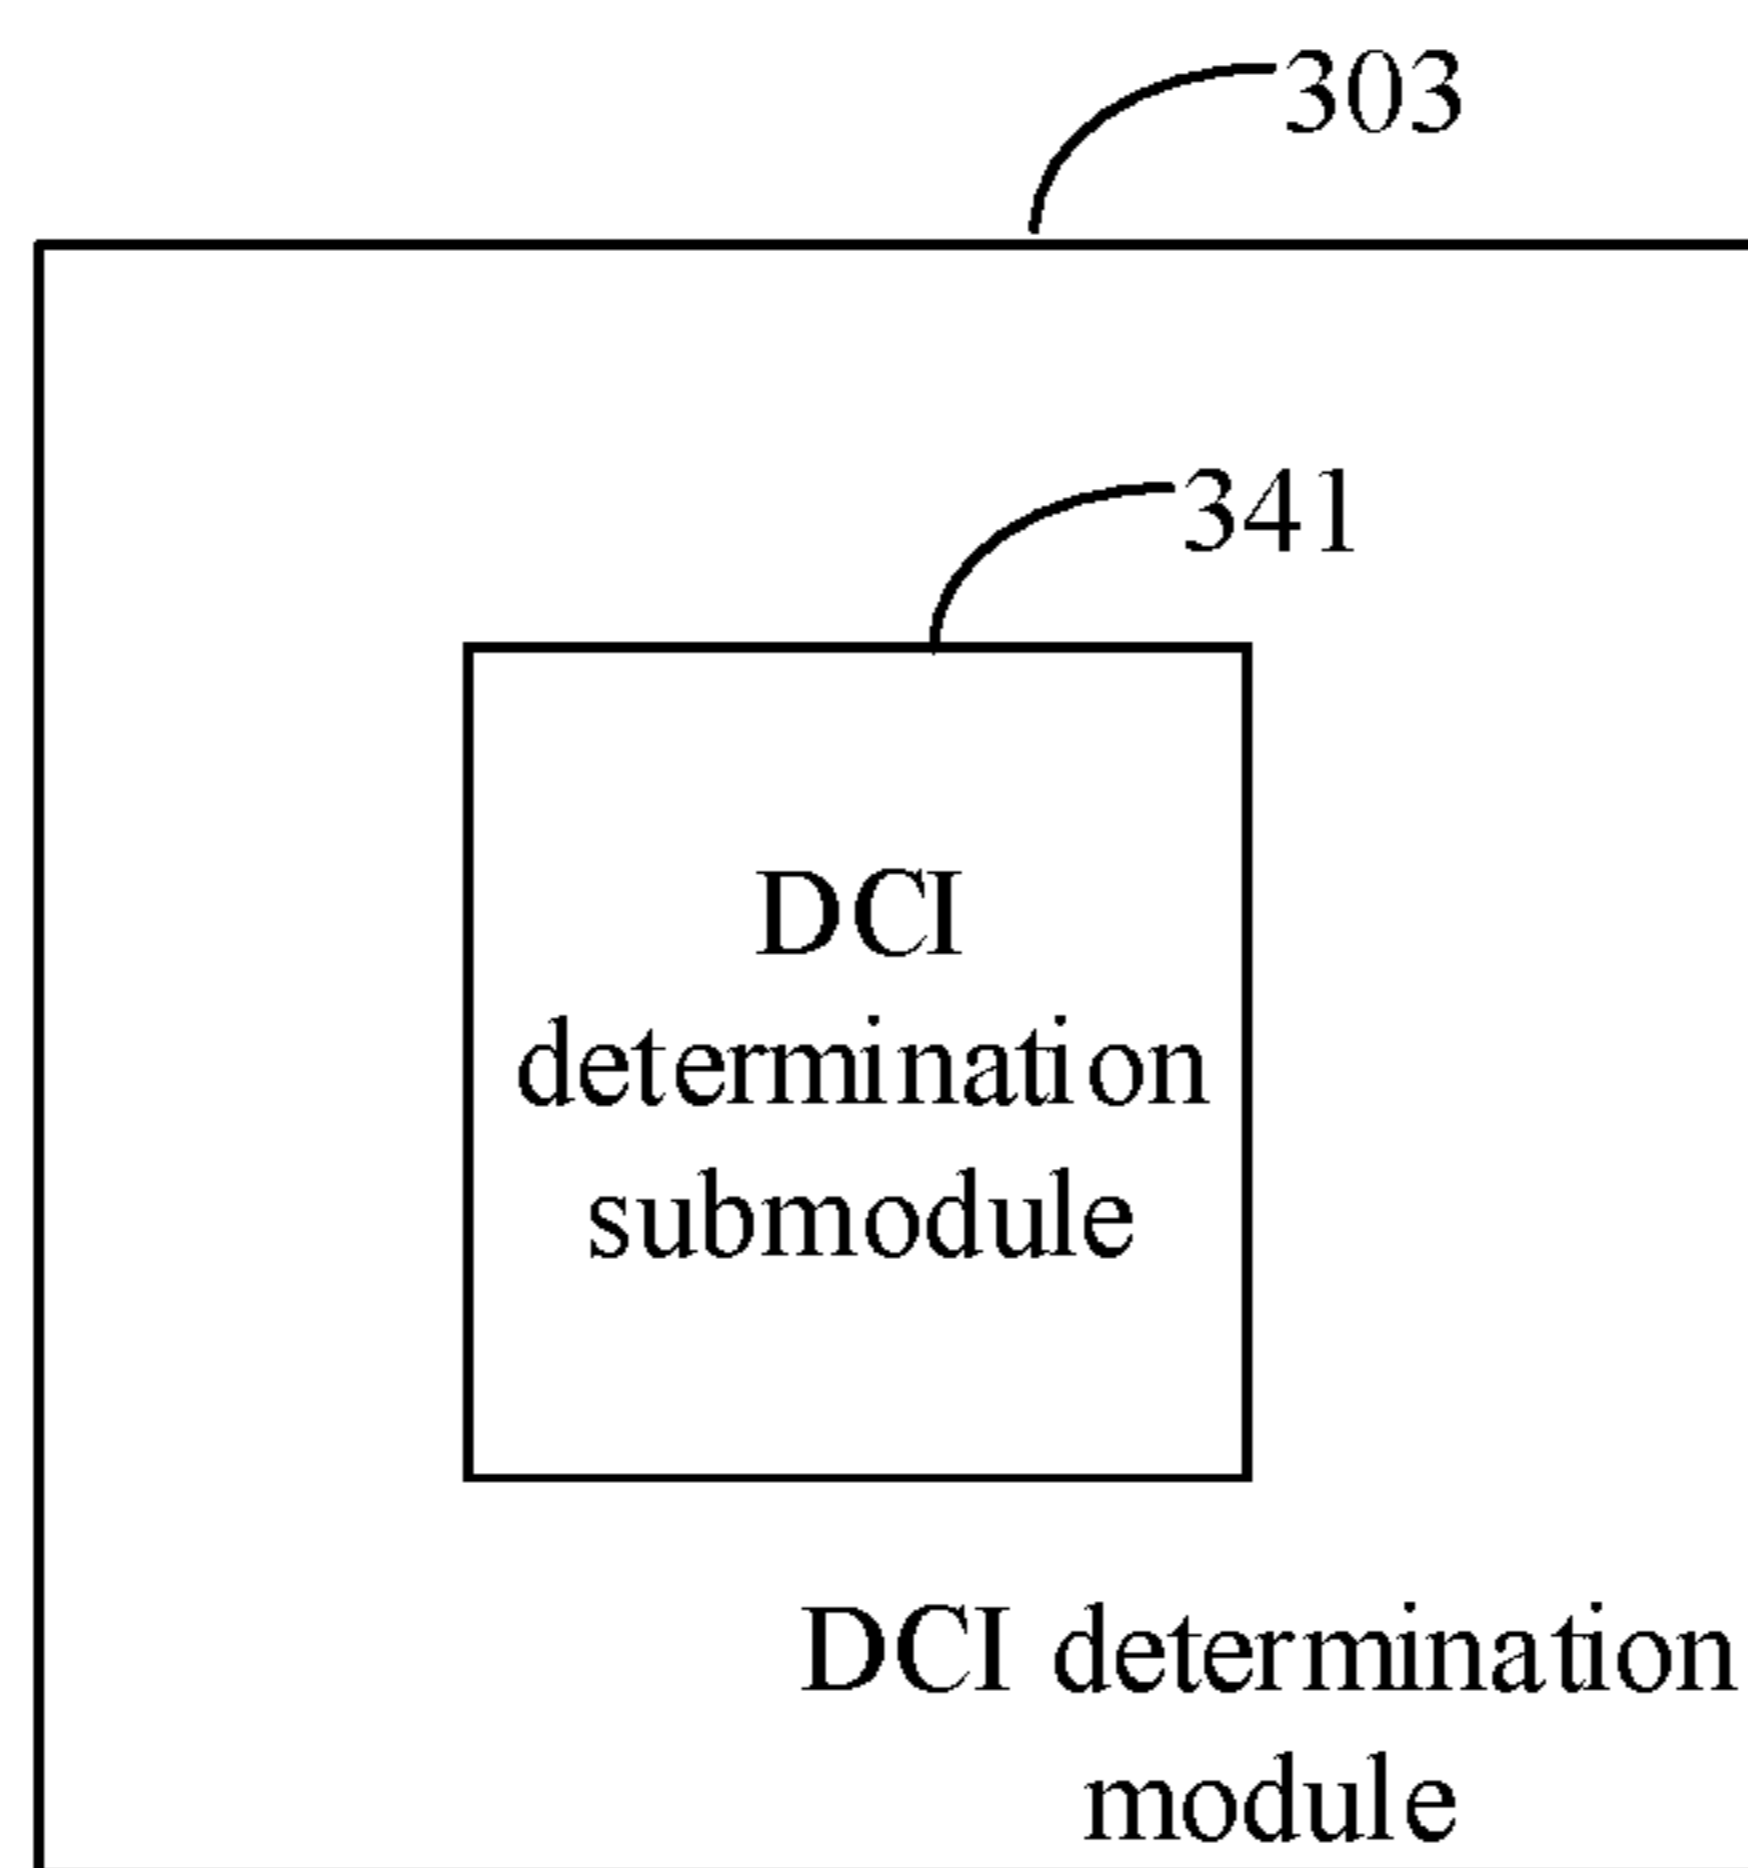 303
341
DCI
determination
submodule
DCI determination
module